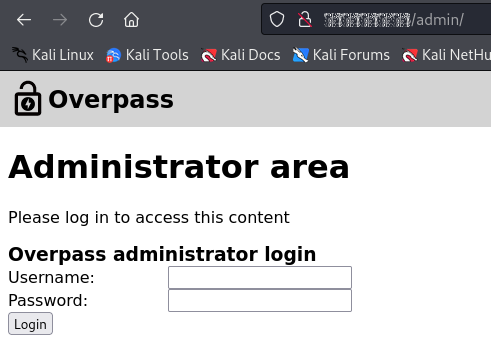 /admin/
Kali Linux Kali Tools Kali Docs Kali Forums Kali NetHu
Overpass
Administrator area
Please log in to access this content
Overpass administrator login
Username:
Password:
Login